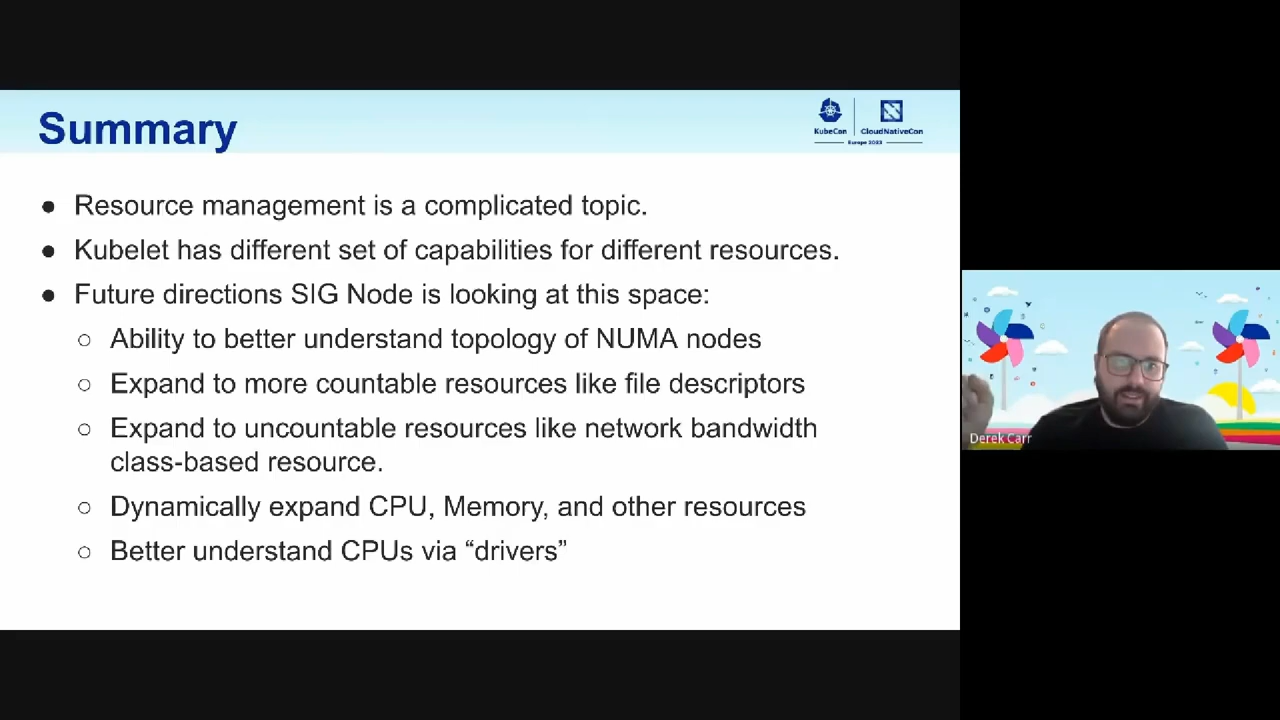 Summary
KubeCon
CloudNativeCon
Europe 2023
● Resource management is a complicated topic.
● Kubelet has different set of capabilities for different resources.
● Future directions SIG Node is looking at this space:
○ Ability to better understand topology of NUMA nodes
○ Expand to more countable resources like file descriptors
○ Expand to uncountable resources like network bandwidth
class-based resource.
○ Dynamically expand CPU, Memory, and other resources
○ Better understand CPUs via “drivers”
Derek Carr